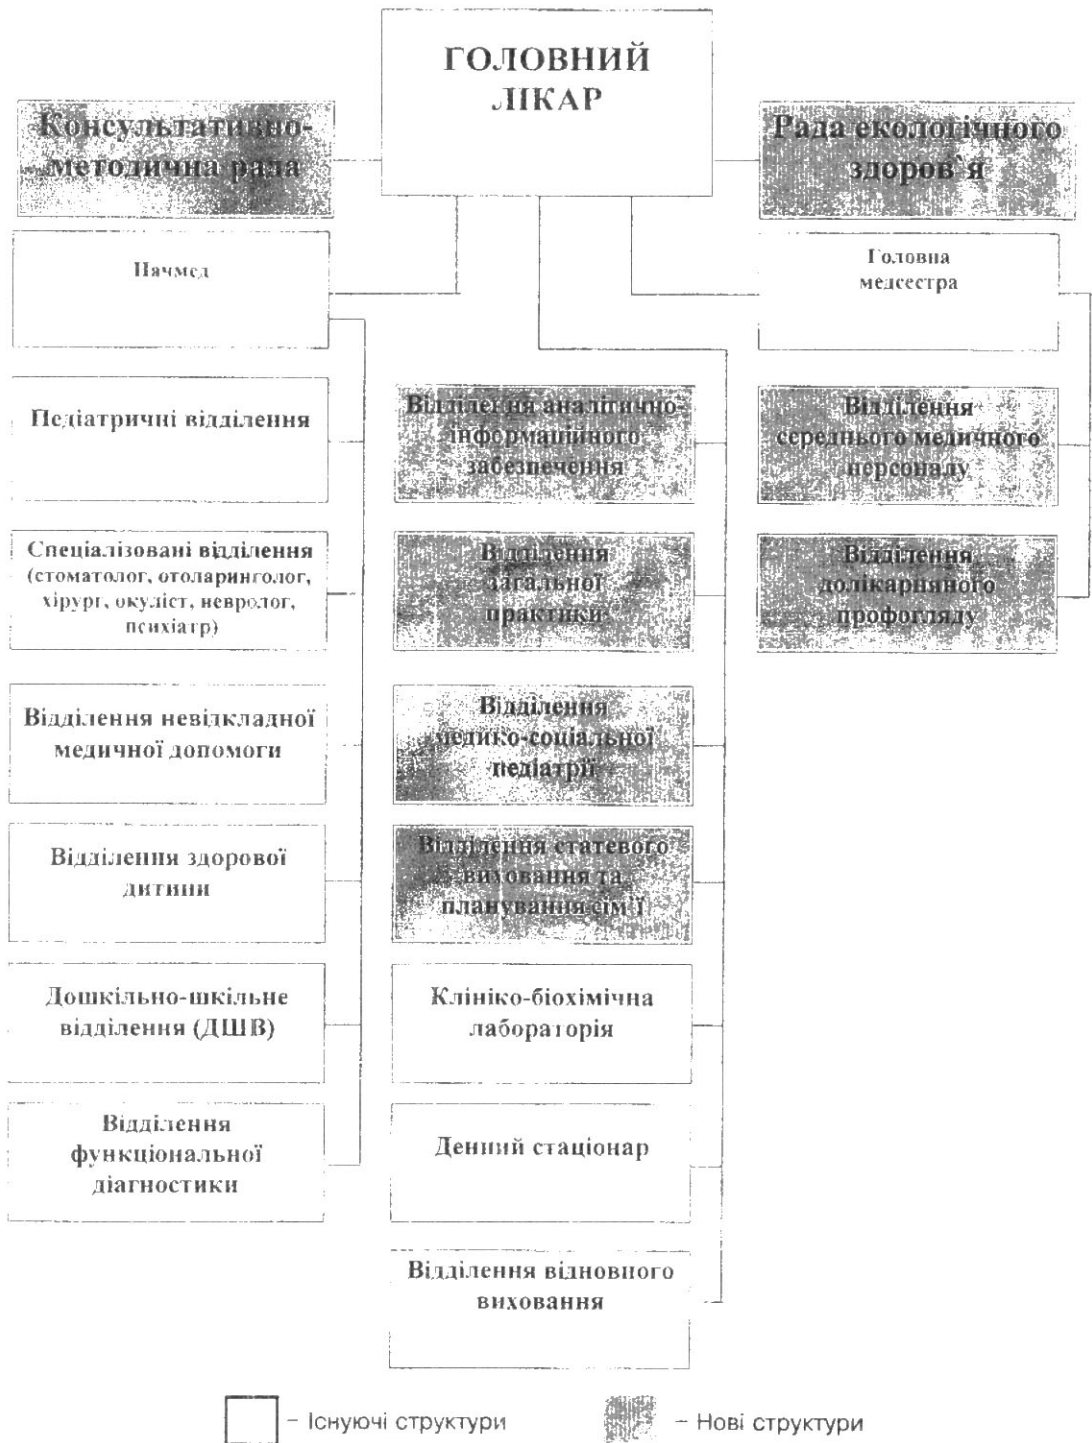 ГОЛОВНИЙ
ЛІКАР
Консультативно-
методична рада
Рада екологічного
здоров`я
Начмед
Головна
медсестра
Педіатричні відділення
Відділення аналітично-
інформаційного
забезпечення
Відділення
середнього медичного
персоналу
Спеціалізовані відділення
(стоматолог, отоларинголог,
хірург, окуліст, невролог,
психіатр)
Відділення
загальної
практики
Відділення
долікарняного
профогляду
Відділення невідкладної
медичної допомоги
Відділення
медико-соціальної
педіатрії
Відділення здорової
дитини
Відділення статевого
виховання та
планування сім`ї
Дошкільно-шкільне
відділення (ДШВ)
Клініко-біохімічна
лабораторія
Відділення
функціональної
діагностики
Денний стаціонар
Відділення відновного
виховання
– Існуючі структури
– Нові структури